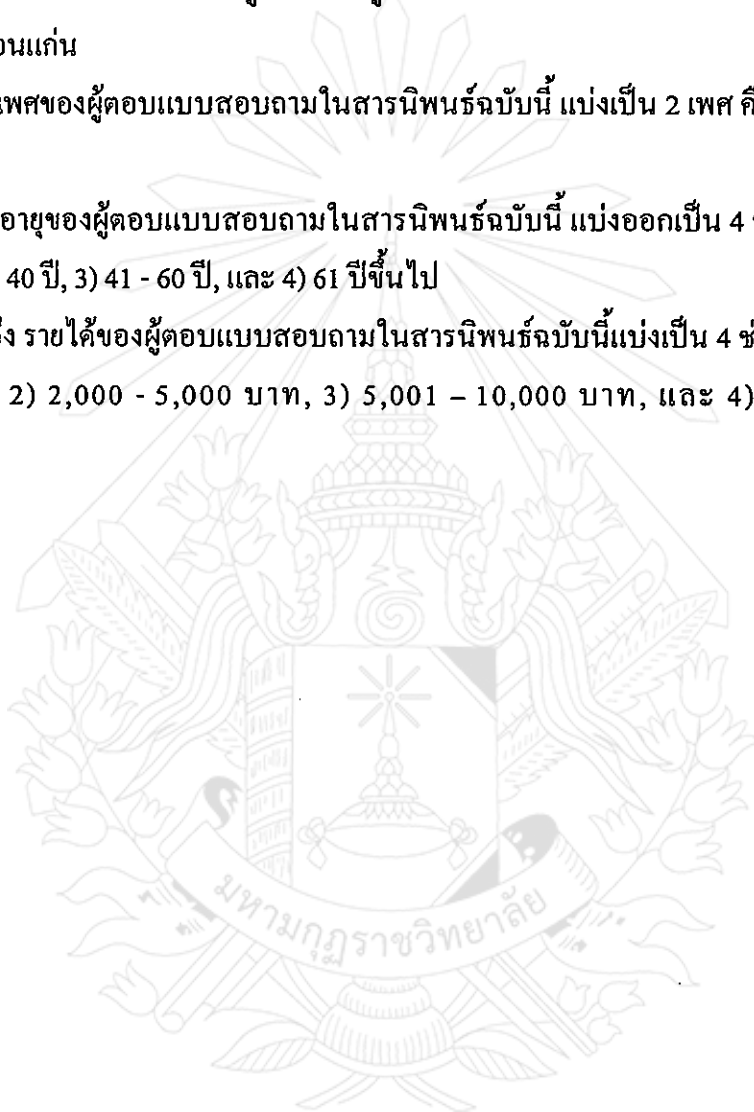 อนแก่น
เพศของผู้ตอบแบบสอบถามในสารนิพนธ์ฉบับนี้ แบ่งเป็น 2 เพศ คื
อายุของผู้ตอบแบบสอบถามในสารนิพนธ์ฉบับนี้ แบ่งออกเป็น 4 ช
40 ปี, 3) 41 - 60 ปี, และ 4) 61 ปีขึ้นไป
ง รายได้ของผู้ตอบแบบสอบถามในสารนิพนธ์ฉบับนี้แบ่งเป็น 4 ช่
2) 2,000 - 5,000 บาท, 3) 5,001 – 10,000 บาท, และ 4)
มหามกุฏราชวิทยาลัย